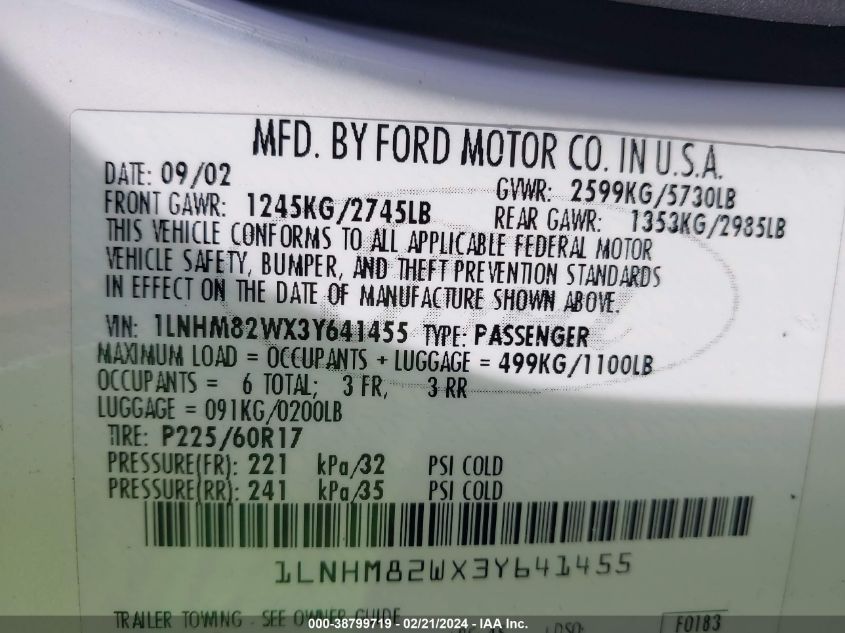 MFD. BY FORD MOTOR CO. IN U.S.A.
DATE: 09/02 GVWR: 2599KG/5730LB
FRONT GAWR: 1245KG/2745LB REAR GAWR: 1353KG/2985LB
THIS VEHICLE CONFORMS TO ALL APPLICABLE FEDERAL MOTOR
VEHICLE SAFETY, BUMPER, AND THEFT PREVENTION STANDARDS
IN EFFECT ON THE DATE OF MANUFACTURE SHOWN ABOVE.
VIN: 1LNHM82WX3Y641455 TYPE: PASSENGER
MAXIMUM LOAD = OCCUPANTS + LUGGAGE = 499KG/1100LB
OCCUPANTS = 6 TOTAL; 3 FR, 3 RR
LUGGAGE = 091KG/0200LB
TIRE: P225/60R17
PRESSURE(FR): 221 kPa/32 PSI COLD
PRESSURE(RR): 241 kPa/35 PSI COLD
1LNHM82WX3Y641455
TRAILER TOWING - SEE OWNER GUIDE
F0183
000-38799719 - 02/21/2024 - IAA Inc.